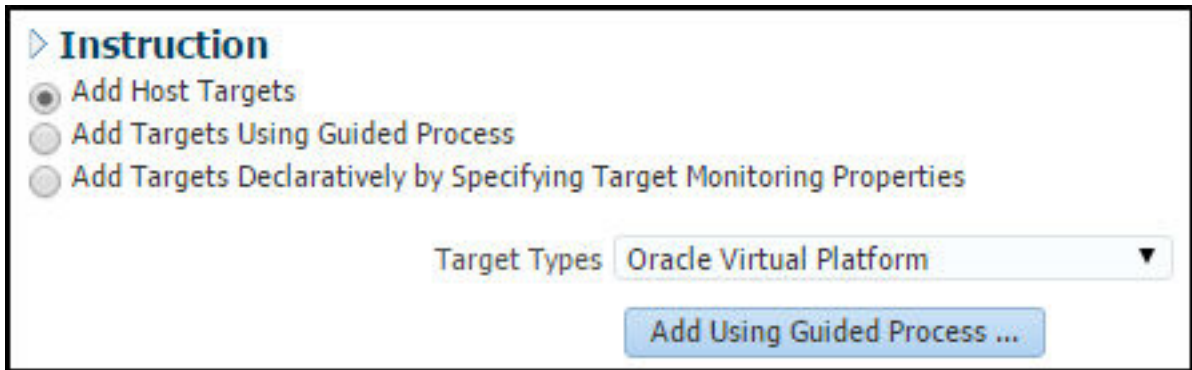 Instruction
Add Host Targets
Add Targets Using Guided Process
Add Targets Declaratively by Specifying Target Monitoring Properties
Target Types Oracle Virtual Platform
Add Using Guided Process ...